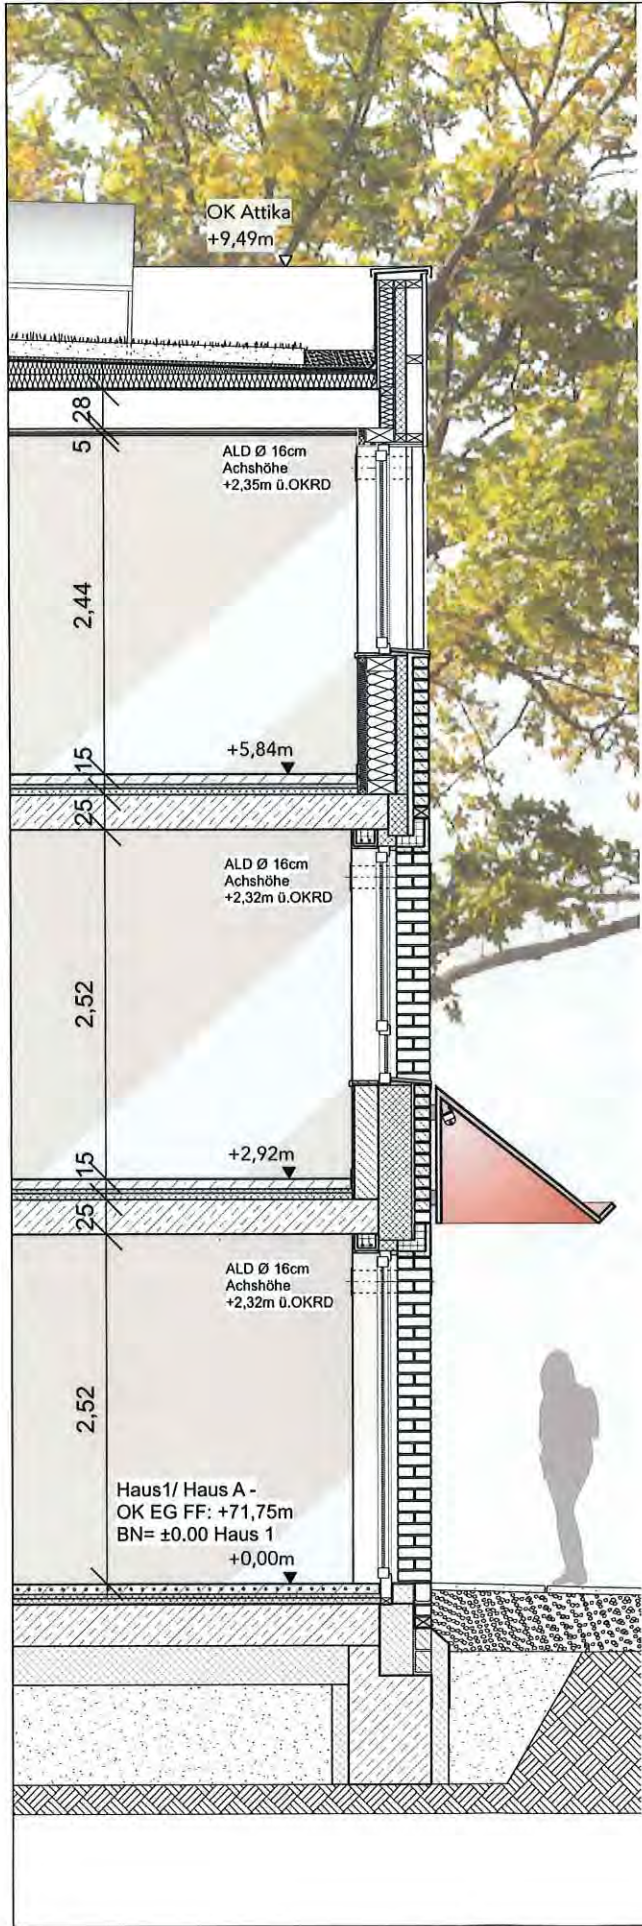 OK Attika
+9,49m
28
5
ALD Ø 16cm
Achshöhe
+2,35m ü.OKRD
2,44
+5,84m
15
25
ALD Ø 16cm
Achshöhe
+2,32m ü.OKRD
2,52
+2,92m
15
25
ALD Ø 16cm
Achshöhe
+2,32m ü.OKRD
2,52
Haus1/ Haus A -
OK EG FF: +71,75m
BN= ±0.00 Haus 1
+0,00m